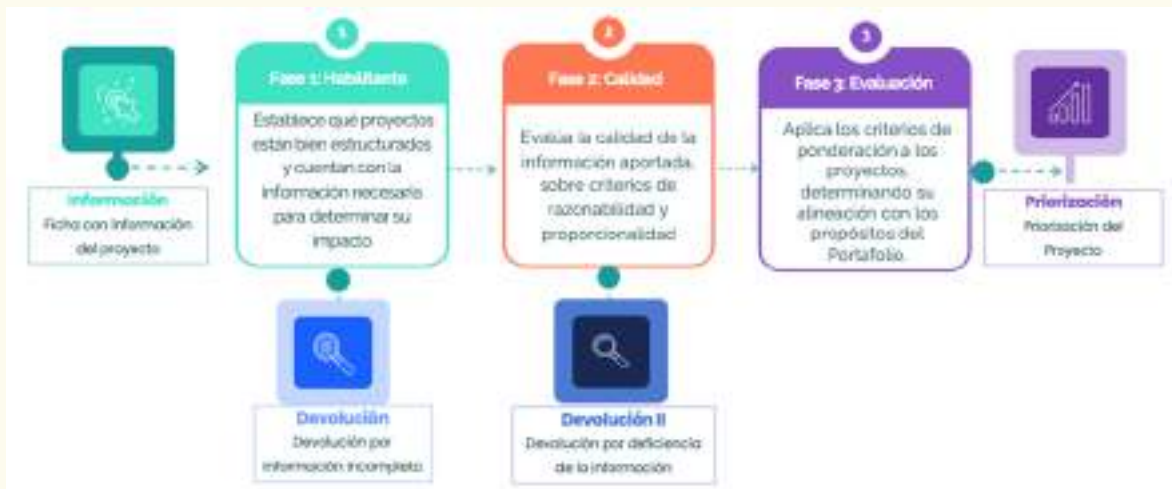 1
2
3
Fase 1: Habilitante
Fase 2: Calidad
Fase 3: Evaluación
Establece qué proyectos
están bien estructurados
y cuentan con la
información necesaria
para determinar su
impacto
Evalúa la calidad de la
información aportada,
sobre criterios de
razonabilidad y
proporcionalidad
Aplica los criterios de
ponderación a los
proyectos,
determinando su
alineación con los
propósitos del
Portafolio.
Información
Ficha con Información
del proyecto
Priorización
Priorización del
Proyecto
Devolución
Devolución por
información incompleta
Devolución II
Devolución por deficiencia
de la información